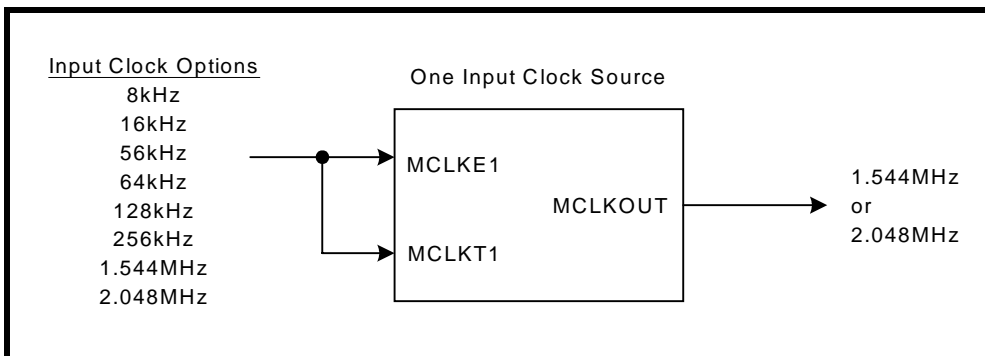 Input Clock Options
8kHz
16kHz
56kHz
64kHz
128kHz
256kHz
1.544MHz
2.048MHz
One Input Clock Source
MCLKE1
MCLKT1
MCLKOUT
1.544MHz
or
2.048MHz